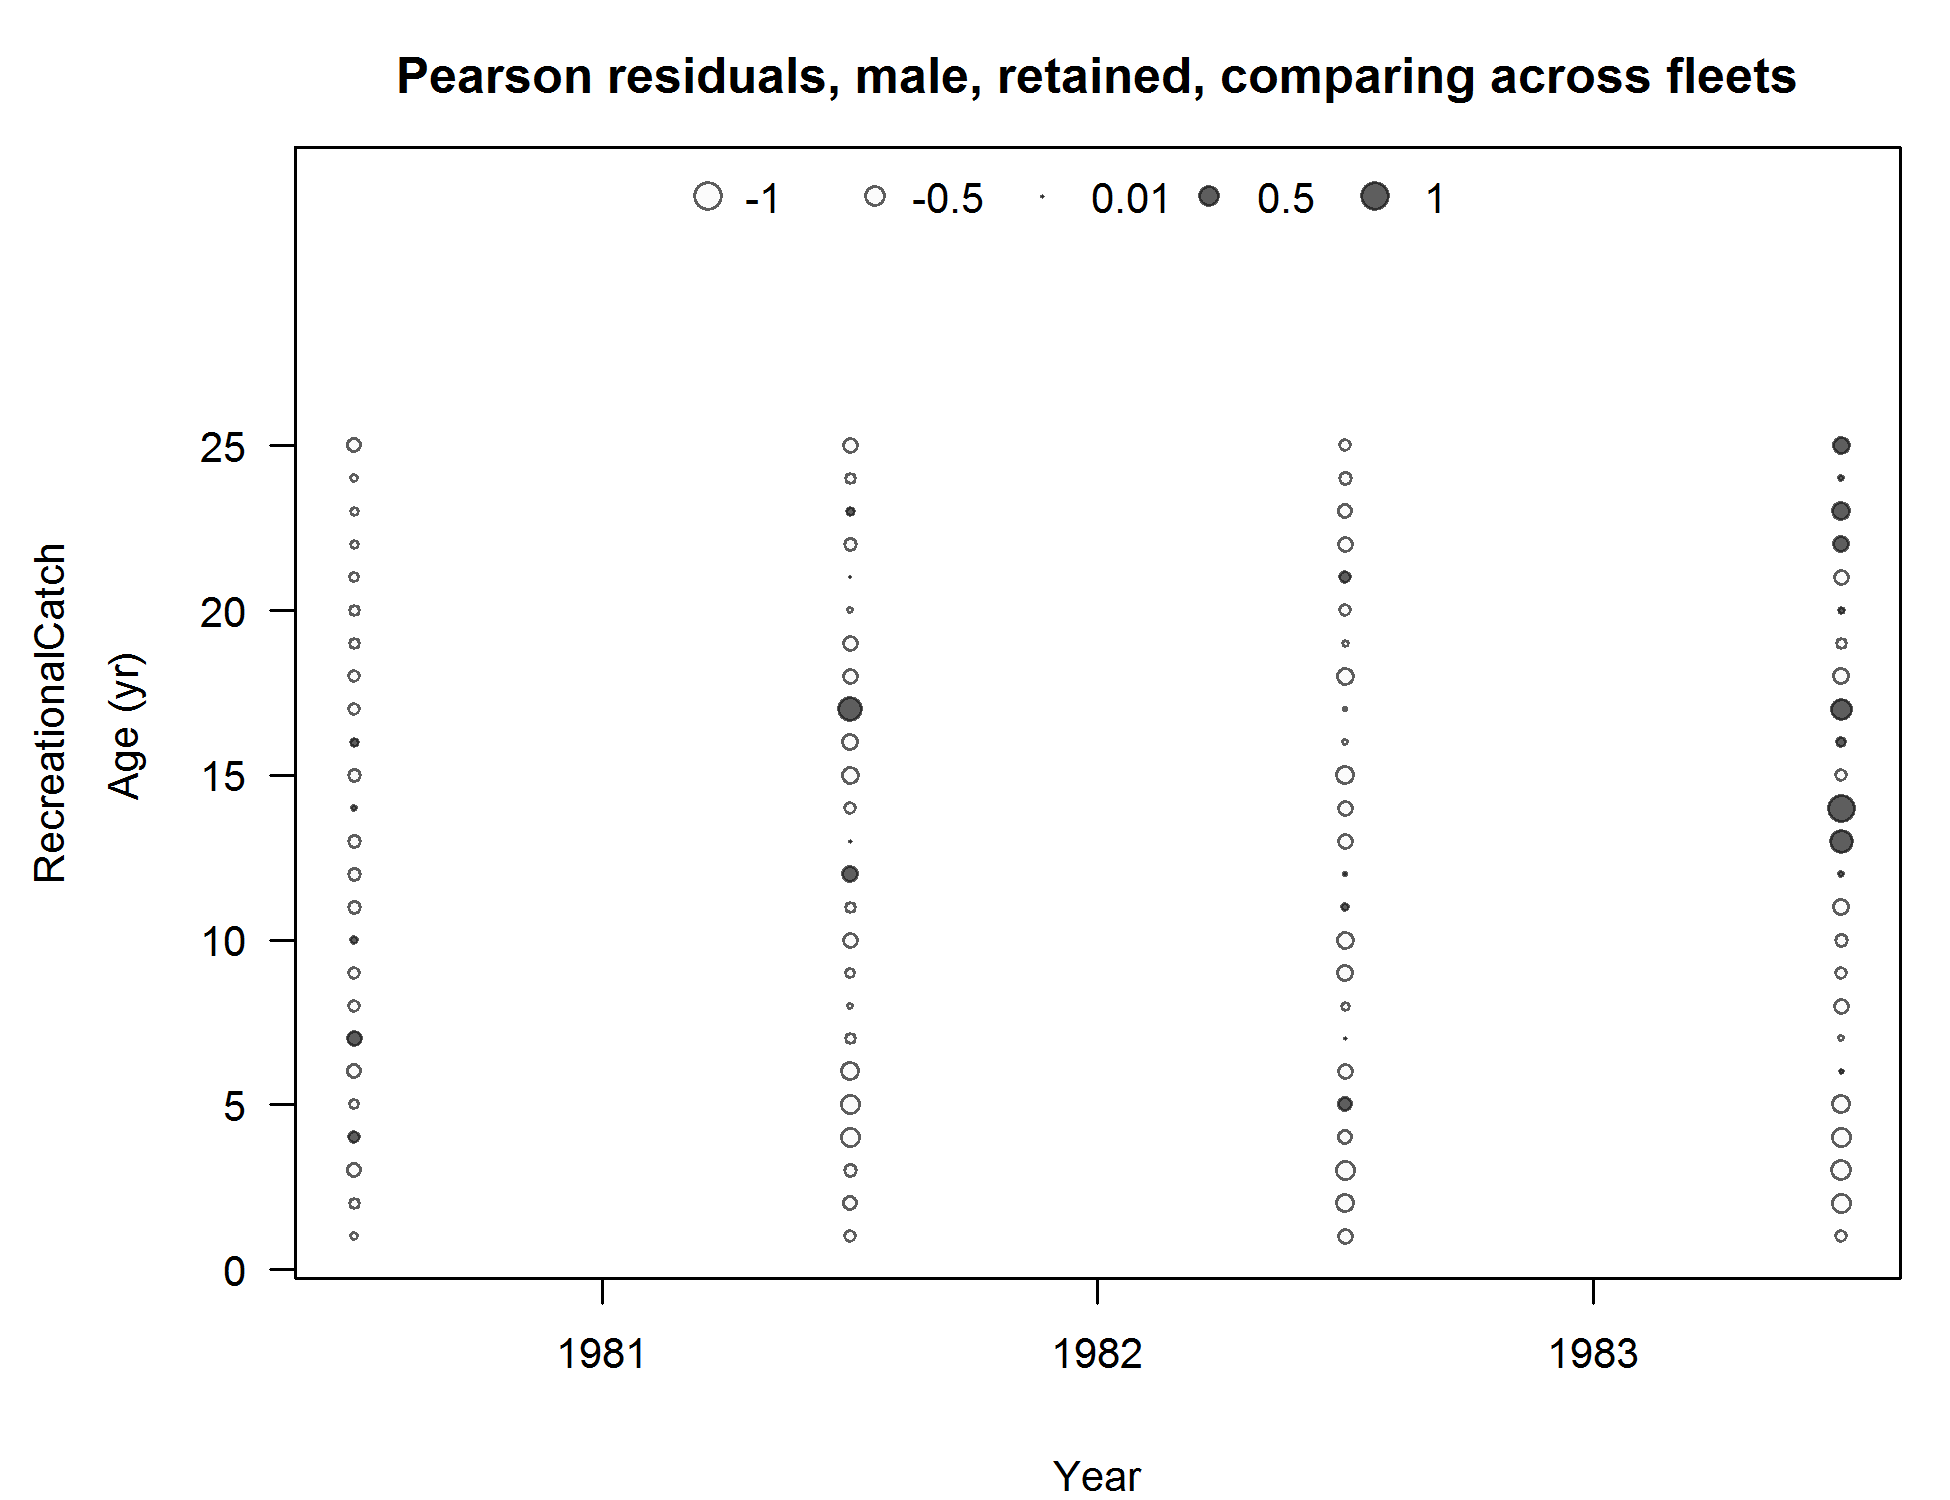 Pearson residuals, male, retained, comparing across fleets
-1 -0.5 0.01 0.5 1
RecreationalCatch
Age (yr)
25
20
15
10
5
0
1981 1982 1983
Year